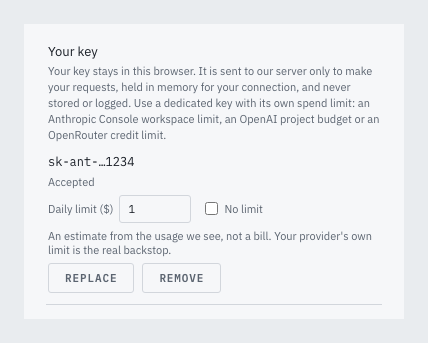 Your key
Your key stays in this browser. It is sent to our server only to make
your requests, held in memory for your connection, and never
stored or logged. Use a dedicated key with its own spend limit: an
Anthropic Console workspace limit, an OpenAI project budget or an
OpenRouter credit limit.
sk-ant-…1234
Accepted
Daily limit ($) 1 No limit
An estimate from the usage we see, not a bill. Your provider's own
limit is the real backstop.
REPLACE REMOVE